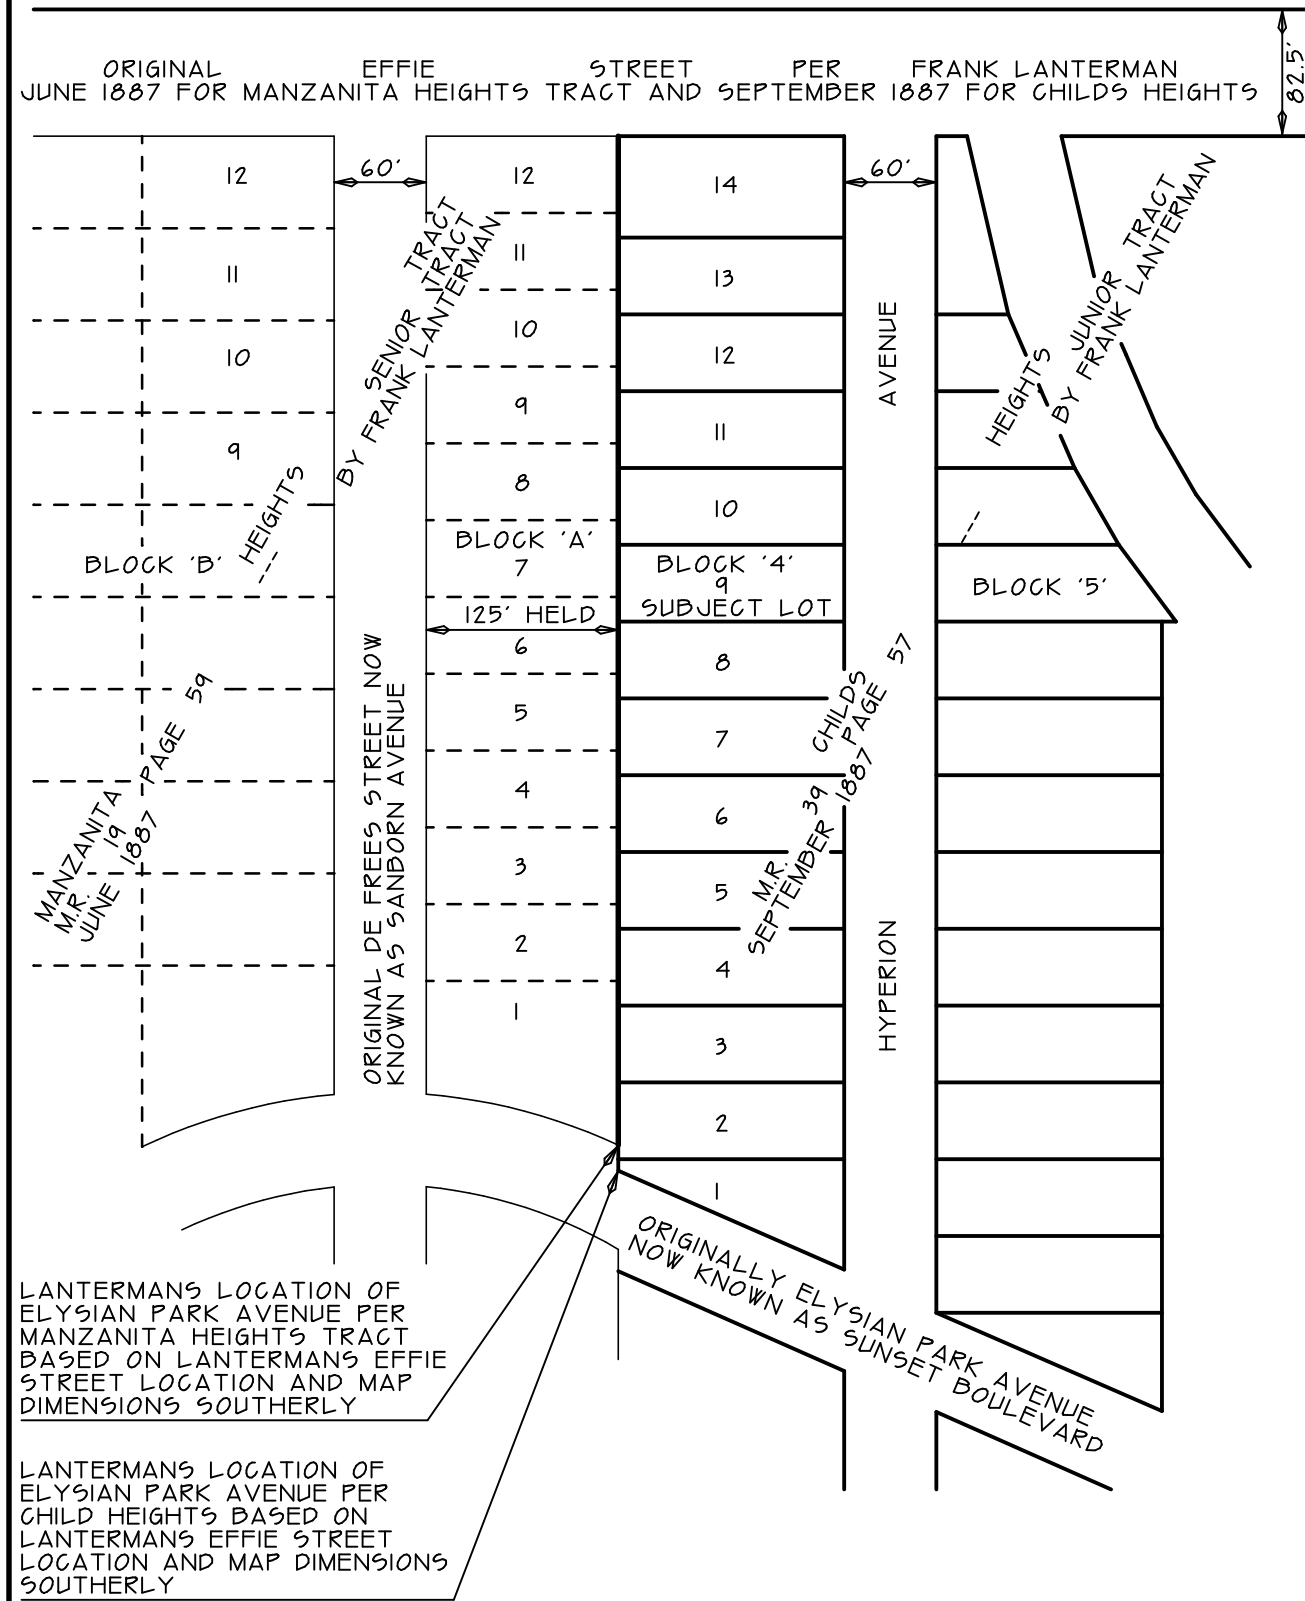 ORIGINAL EFFIE STREET PER FRANK LANTERMAN
JUNE 1887 FOR MANZANITA HEIGHTS TRACT AND SEPTEMBER 1887 FOR CHILDS HEIGHTS
82.5'
12
11
10
9
BLOCK 'B'
MANZANITA HEIGHTS SENIOR TRACT
M.R. 19 PAGE 59 TRACT
JUNE 1887 BY FRANK LANTERMAN
60'
ORIGINAL DE FREES STREET NOW
KNOWN AS SANBORN AVENUE
12
11
10
9
8
BLOCK 'A'
7
125' HELD
6
5
4
3
2
1
14
13
12
11
10
BLOCK '4'
9
SUBJECT LOT
8
7
6
5
4
3
2
1
60'
HYPERION AVENUE
CHILDS HEIGHTS JUNIOR TRACT
M.R. 39 PAGE 57
SEPTEMBER 1887 BY FRANK LANTERMAN
BLOCK '5'
ORIGINALLY ELYSIAN PARK AVENUE
NOW KNOWN AS SUNSET BOULEVARD
LANTERMANS LOCATION OF
ELYSIAN PARK AVENUE PER
MANZANITA HEIGHTS TRACT
BASED ON LANTERMANS EFFIE
STREET LOCATION AND MAP
DIMENSIONS SOUTHERLY
LANTERMANS LOCATION OF
ELYSIAN PARK AVENUE PER
CHILD HEIGHTS BASED ON
LANTERMANS EFFIE STREET
LOCATION AND MAP DIMENSIONS
SOUTHERLY